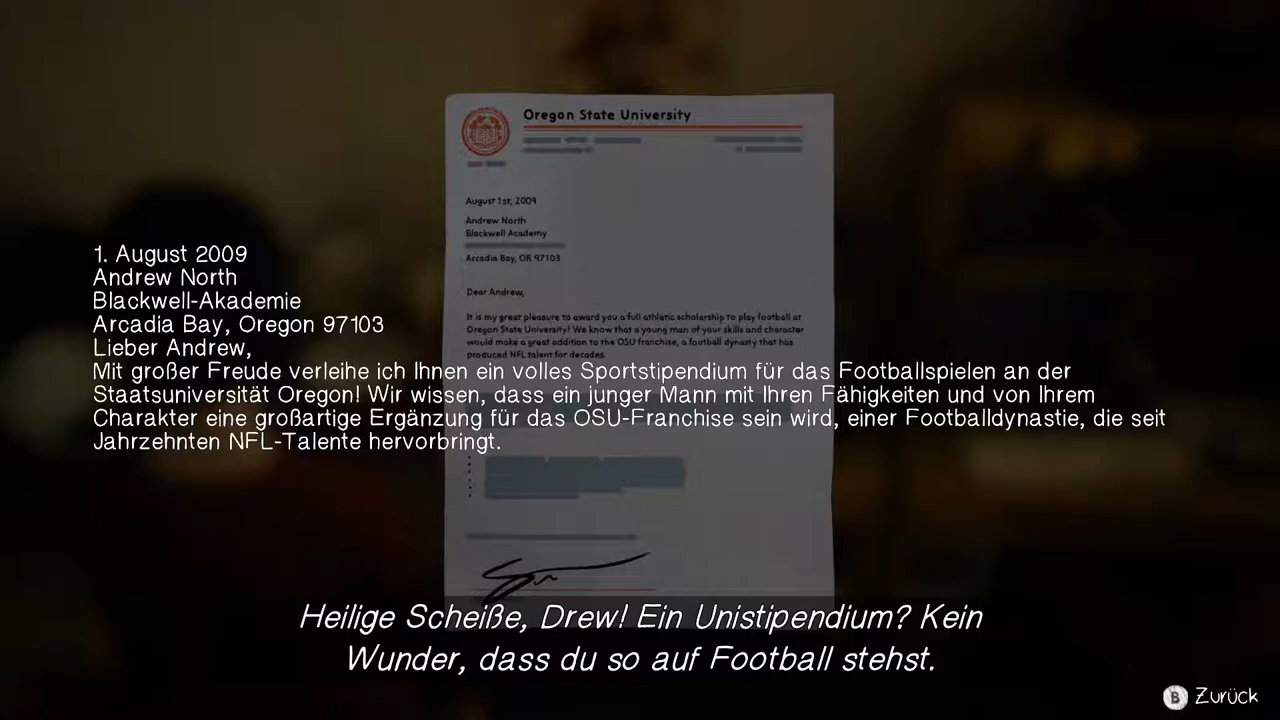 Oregon State University
August 1st, 2009
Andrew North
Blackwell Academy
Arcadia Bay, OR 97103
Dear Andrew,
It is my great pleasure to award you a full athletic scholarship to play football at
Oregon State University! We know that a young man of your skills and character
would make a great addition to the OSU franchise, a football dynasty that has
produced NFL talent for decades.
1. August 2009
Andrew North
Blackwell-Akademie
Arcadia Bay, Oregon 97103
Lieber Andrew,
Mit großer Freude verleihe ich Ihnen ein volles Sportstipendium für das Footballspielen an der
Staatsuniversität Oregon! Wir wissen, dass ein junger Mann mit Ihren Fähigkeiten und von Ihrem
Charakter eine großartige Ergänzung für das OSU-Franchise sein wird, einer Footballdynastie, die seit
Jahrzehnten NFL-Talente hervorbringt.
Heilige Scheiße, Drew! Ein Unistipendium? Kein
Wunder, dass du so auf Football stehst.
B Zurück